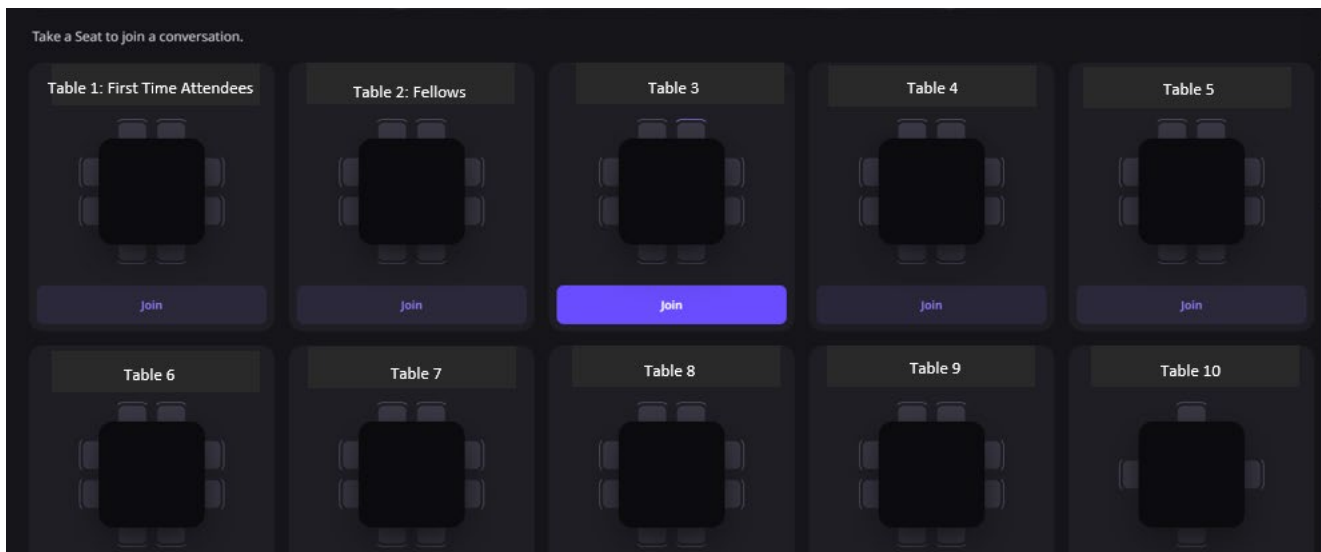 Take a Seat to join a conversation.
Table 1: First Time Attendees
Table 2: Fellows
Table 3
Table 4
Table 5
Join
Join
Join
Join
Join
Table 6
Table 7
Table 8
Table 9
Table 10